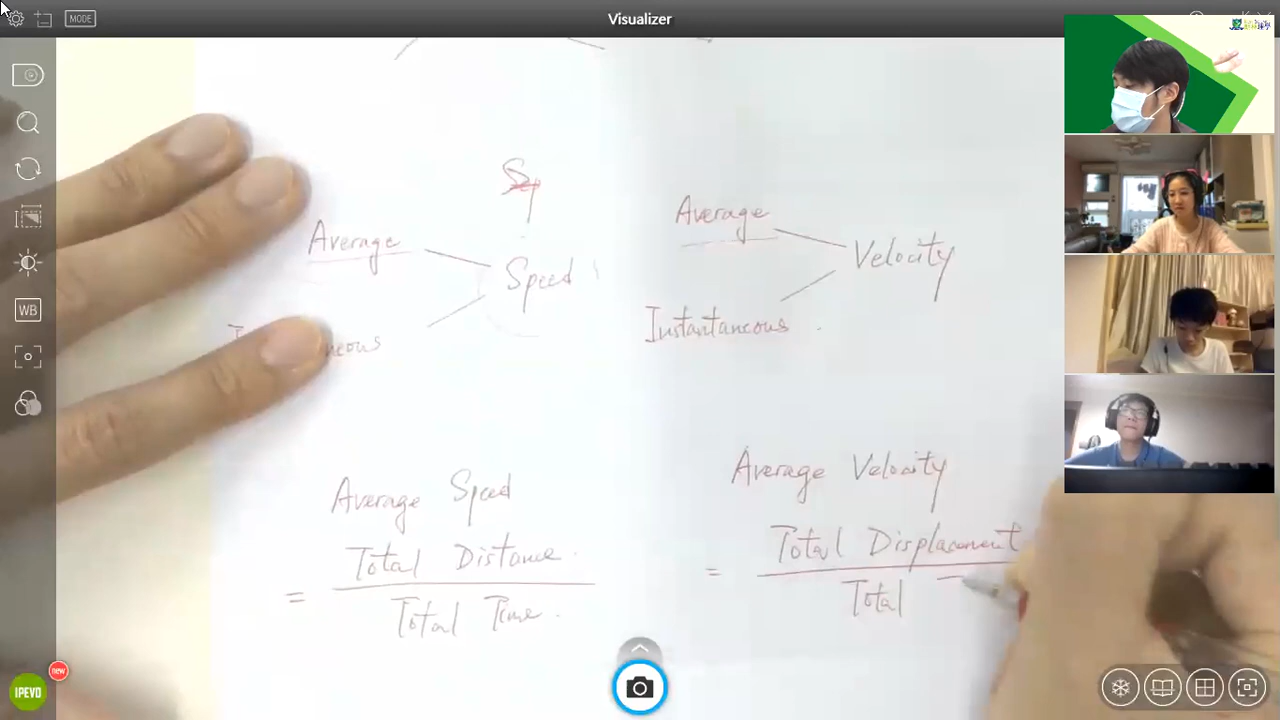 MODE
Visualizer
WB
Average
Speed
Average
Velocity
Instantaneous
Average Speed
= Total Distance
Total Time
Average Velocity
= Total Displacement
Total
IPEVO
new